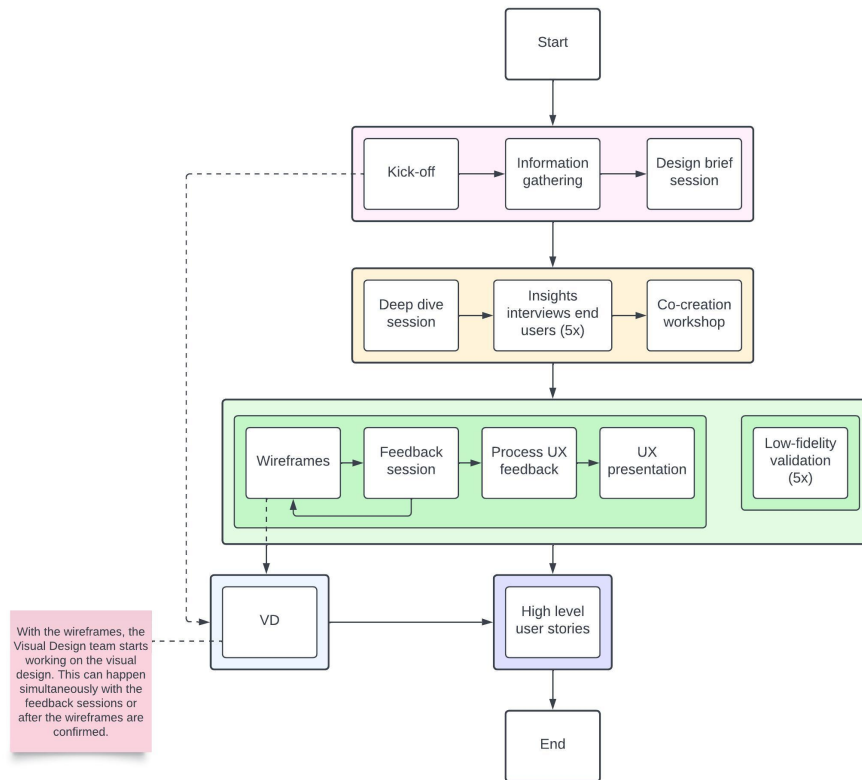 Start
Kick-off
Information
gathering
Design brief
session
Deep dive
session
Insights
interviews end
users (5x)
Co-creation
workshop
Wireframes
Feedback
session
Process UX
feedback
UX
presentation
Low-fidelity
validation
(5x)
VD
High level
user stories
With the wireframes, the
Visual Design team starts
working on the visual
design. This can happen
simultaneously with the
feedback sessions or
after the wireframes are
confirmed.
End